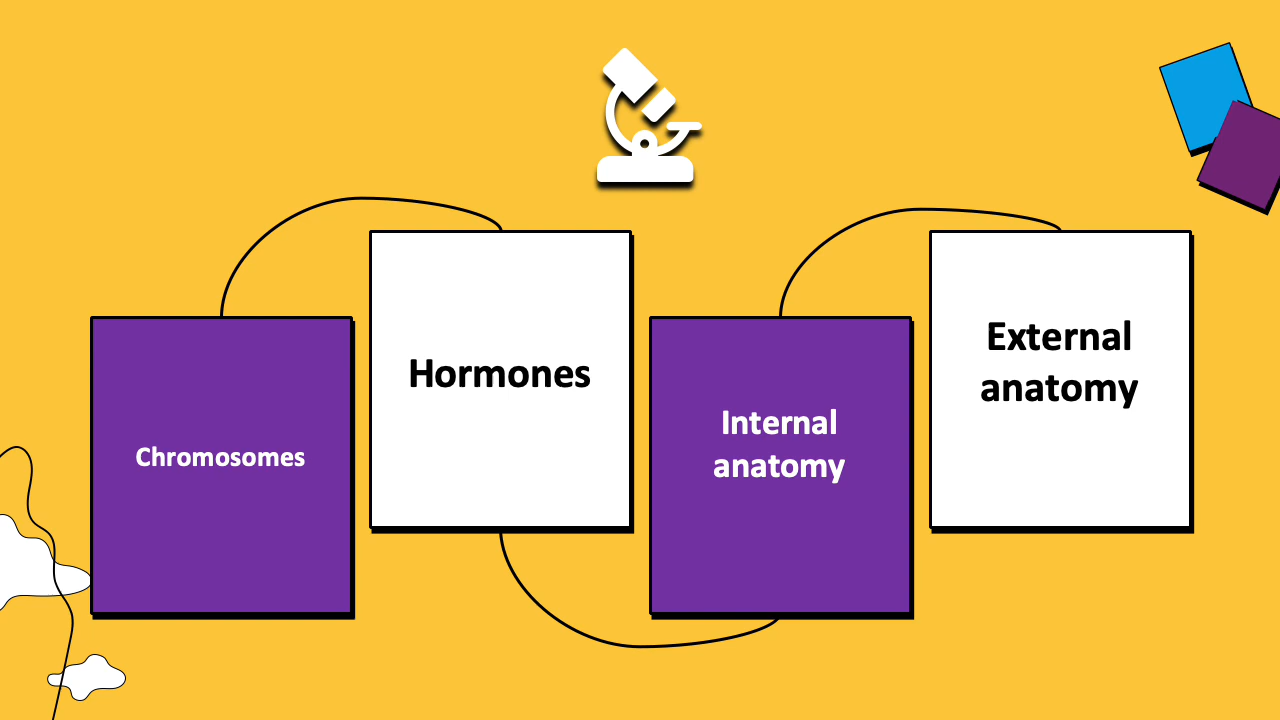 Chromosomes
Hormones
Internal
anatomy
External
anatomy